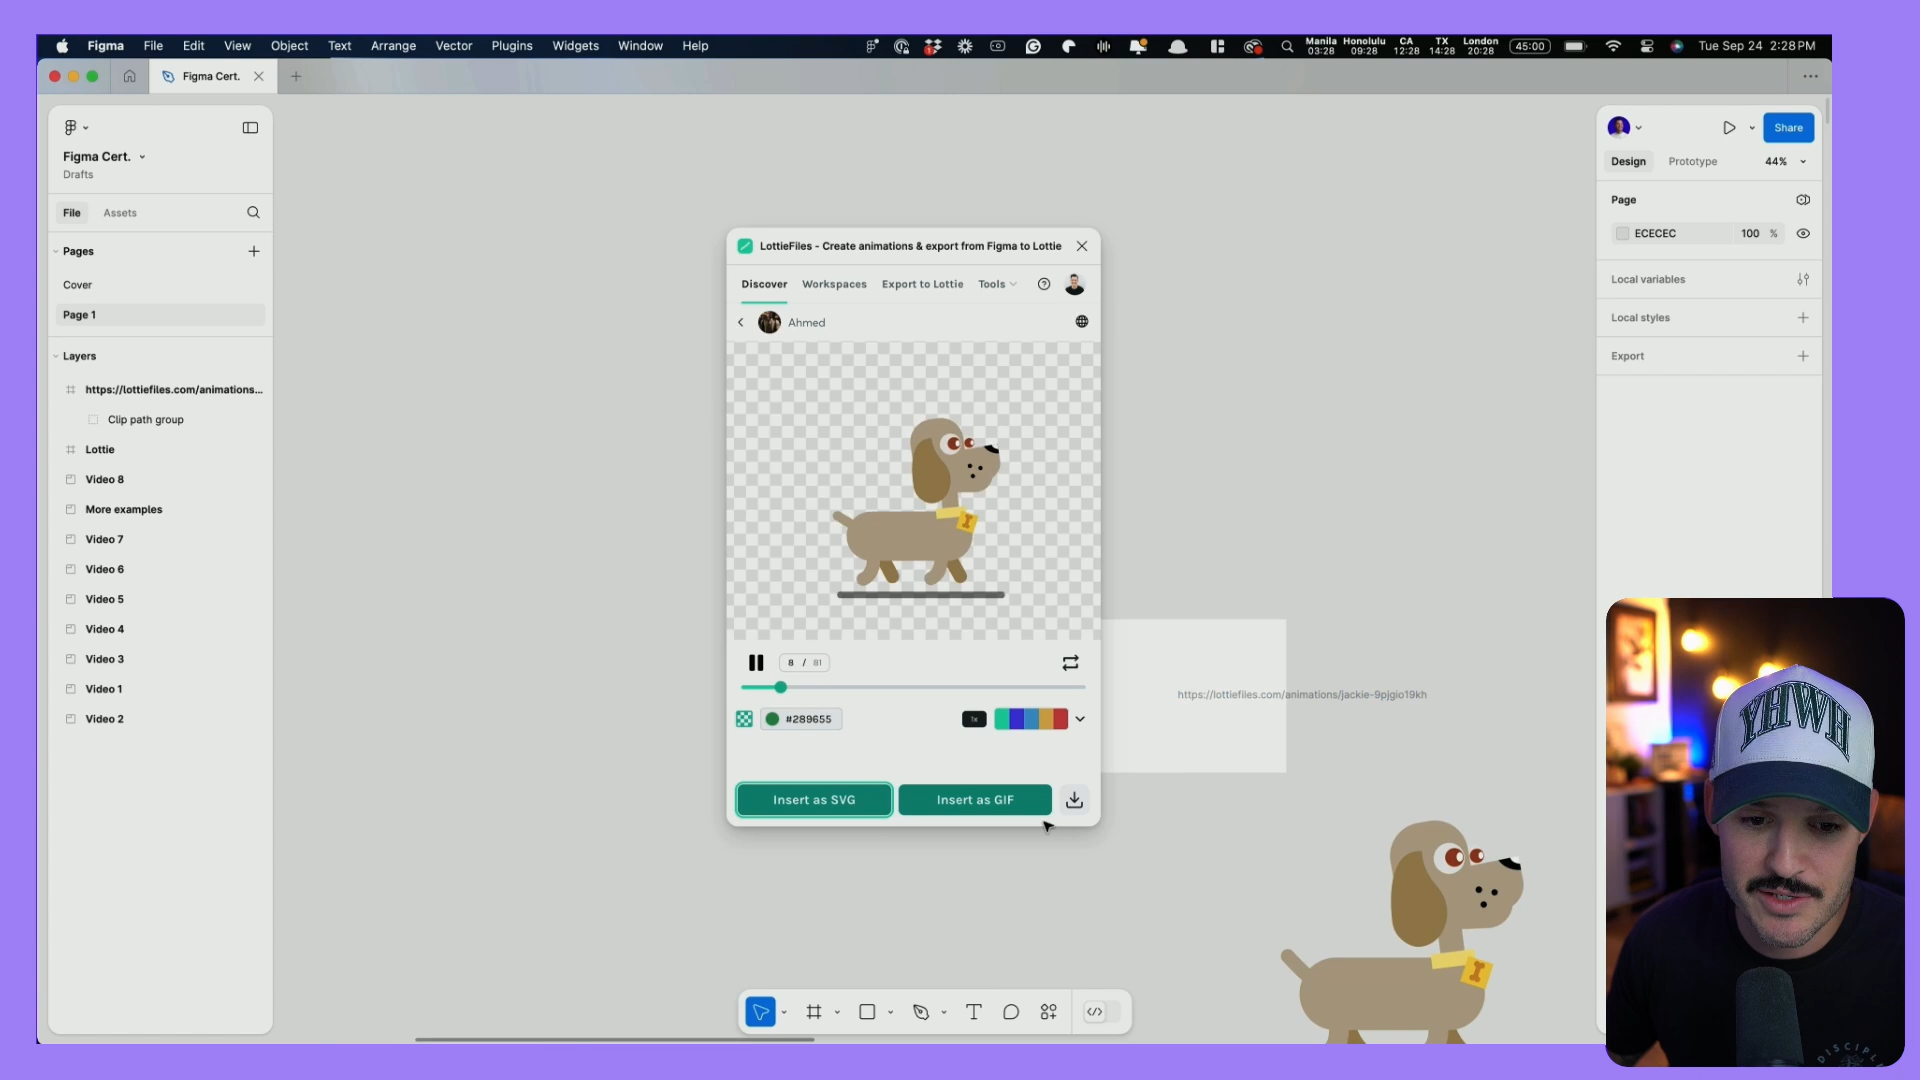 Figma File Edit View Object Text Arrange Vector Plugins Widgets Window Help
Manila 03:28 Honolulu 09:28 CA 12:28 TX 14:28 London 20:28 45:00 Tue Sep 24 2:28 PM
Figma Cert.
Figma Cert.
Drafts
File Assets
Pages
Cover
Page 1
Layers
https://lottiefiles.com/animations...
Clip path group
Lottie
Video 8
More examples
Video 7
Video 6
Video 5
Video 4
Video 3
Video 1
Video 2
LottieFiles - Create animations & export from Figma to Lottie
Discover Workspaces Export to Lottie Tools
Ahmed
8 / 81
#289655 1x
Insert as SVG Insert as GIF
https://lottiefiles.com/animations/jackie-9pjgio19kh
Share
Design Prototype 44%
Page
ECECEC 100 %
Local variables
Local styles
Export
YHWH